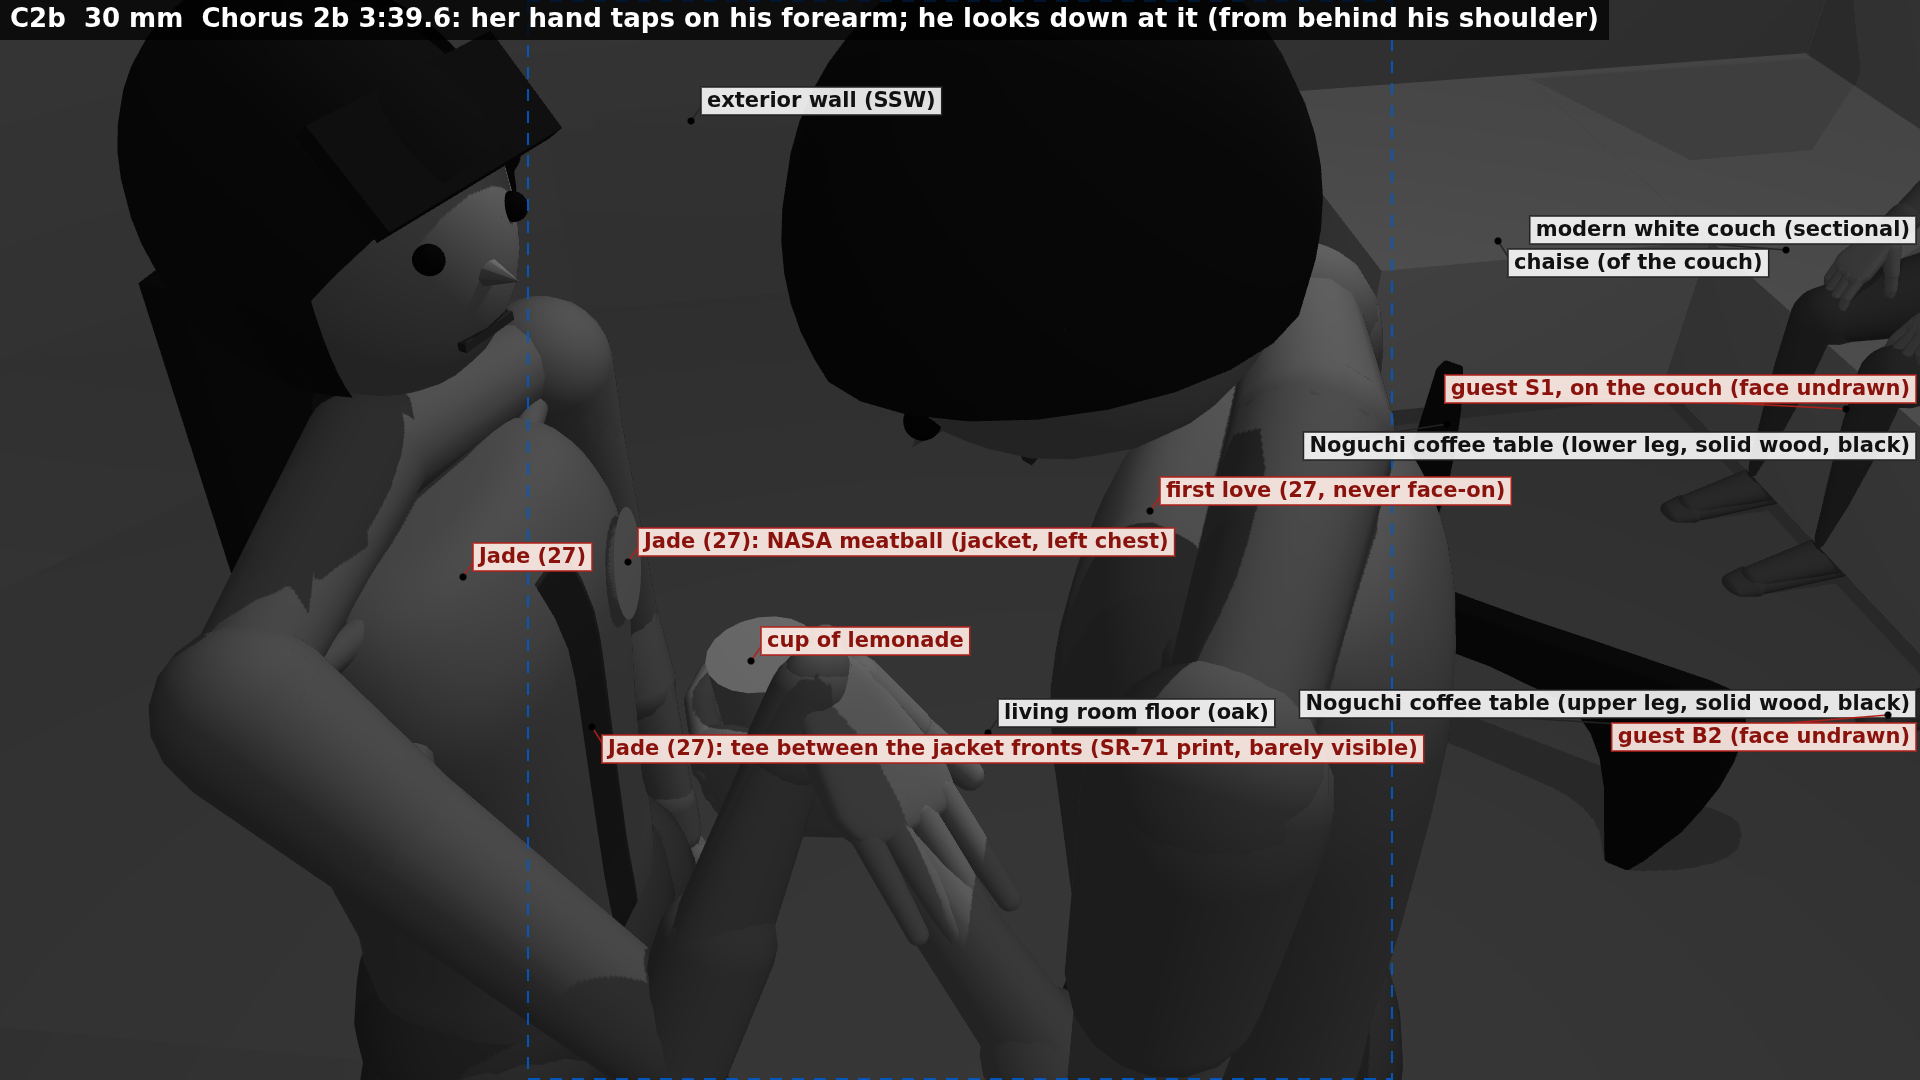 C2b  30 mm  Chorus 2b 3:39.6: her hand taps on his forearm; he looks down at it (from behind his shoulder)
exterior wall (SSW)
modern white couch (sectional)
chaise (of the couch)
guest S1, on the couch (face undrawn)
Noguchi coffee table (lower leg, solid wood, black)
first love (27, never face-on)
Jade (27): NASA meatball (jacket, left chest)
Jade (27)
cup of lemonade
Noguchi coffee table (upper leg, solid wood, black)
living room floor (oak)
guest B2 (face undrawn)
Jade (27): tee between the jacket fronts (SR-71 print, barely visible)